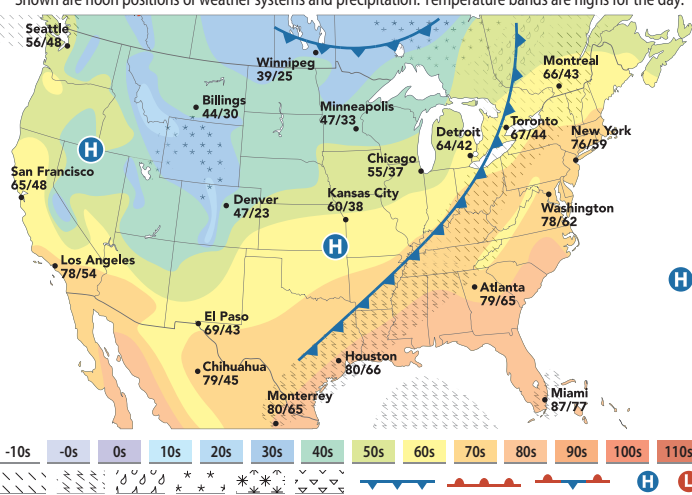 Shown are noon positions of weather systems and precipitation. Temperature bands are highs for the day.
Seattle
56/48
Winnipeg
39/25
Montreal
66/43
Billings
44/30
Minneapolis
47/33
Toronto
67/44
Detroit
64/42
New York
76/59
H
Chicago
55/37
San Francisco
65/48
Denver
47/23
Kansas City
60/38
Washington
78/62
H
Los Angeles
78/54
H
Atlanta
79/65
El Paso
69/43
Houston
80/66
Chihuahua
79/45
Monterrey
80/65
Miami
87/77
-10s -0s 0s 10s 20s 30s 40s 50s 60s 70s 80s 90s 100s 110s
H L